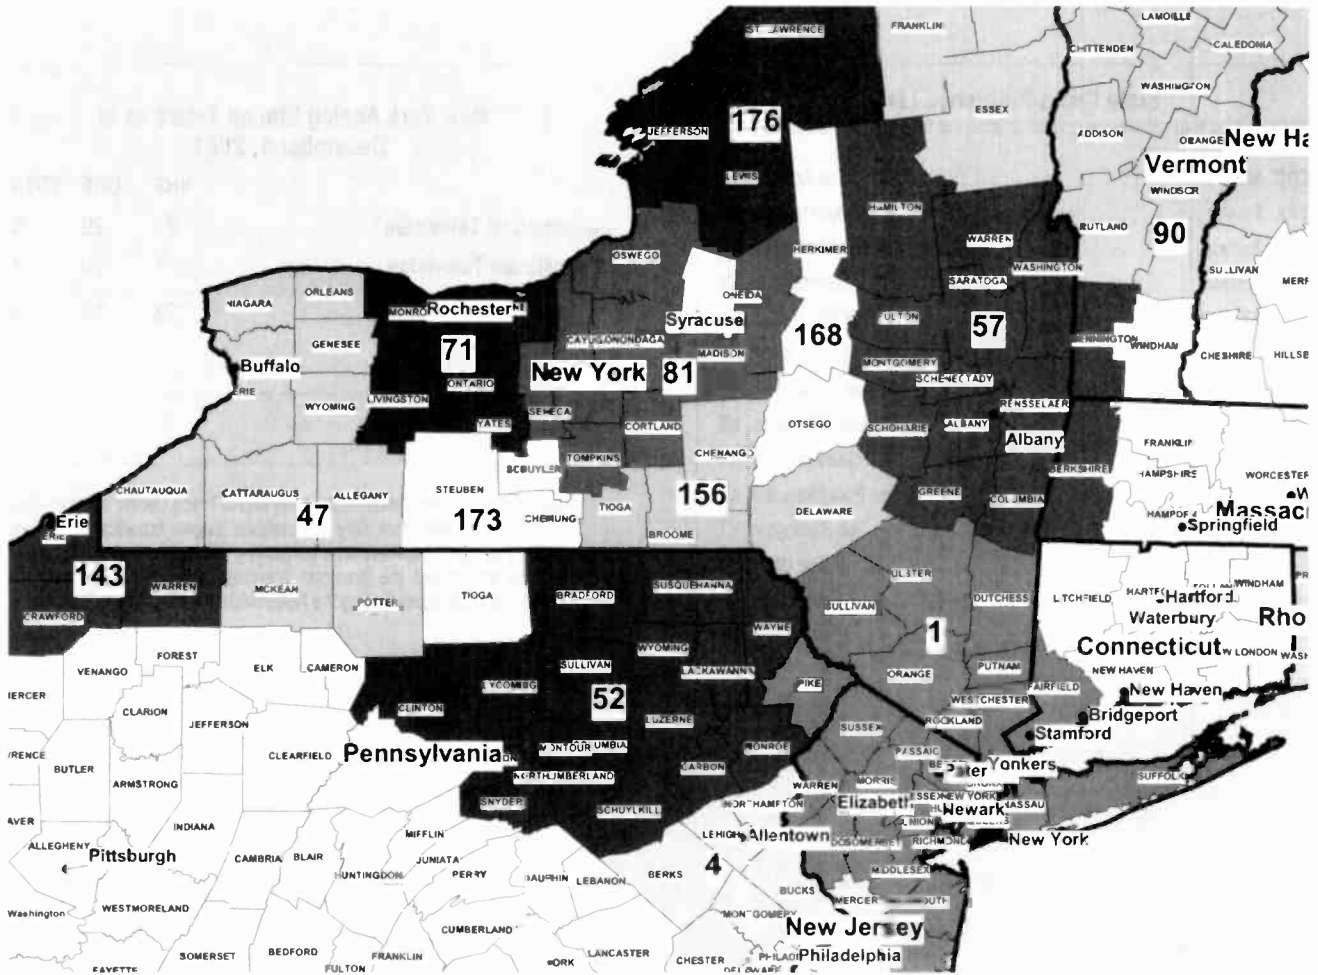 ST LAWRENCE
FRANKLIN
LAMOILLE
CHITTENDEN
CALEDONIA
WASHINGTON
ESSEX
176
JEFFERSON
ADDISON
ORANGE
New Ha
Vermont
LEWIS
WINDSOR
HAMILTON
RUTLAND
90
WARREN
HERKIMER
OSWEGO
WASHINGTON
SULLIVAN
MERR
SARATOGA
ORLEANS
NIAGARA
ONEIDA
Rochester
Syracuse
FULTON
57
168
GENESEE
71
MADISON
BENNINGTON
WINDHAM
CHESHIRE
HILLSB
Buffalo
New York
81
MONTGOMERY
SCHENECTADY
ONTARIO
ERIE
WYOMING
LIVINGSTON
SENECA
RENSSELAER
YATES
CORTLAND
OTSEGO
SCHOHARIE
ALBANY
Albany
FRANKLIN
CHENANGO
TOMPKINS
SCHUYLER
BERKSHIRE
HAMPSHIRE
WORCESTER
CHAUTAUQUA
CATTARAUGUS
ALLEGANY
STEUBEN
156
GREENE
COLUMBIA
Erie
47
173
CHEMUNG
TIOGA
DELAWARE
Massac
Springfield
BROOME
143
WARREN
MCKEAN
POTTER
TIOGA
BRADFORD
SUSQUEHANNA
ULSTER
DUTCHESS
LITCHFIELD
Hartford
WINDHAM
CRAWFORD
SULLIVAN
Waterbury
Rho
WAYNE
1
Connecticut
W LONDON
WASH
FOREST
WYOMING
VENANGO
ELK
CAMERON
SULLIVAN
LACKAWANNA
ORANGE
PUTNAM
NEW HAVEN
LYCOMING
PIKE
FAIRFIELD
New Haven
CLARION
CLINTON
52
WESTCHESTER
JEFFERSON
LUZERNE
SUSSEX
ROCKLAND
Bridgeport
Stamford
CLEARFIELD
Pennsylvania
MONTOUR
UMBIA
MONROE
PASSAIC
Yonkers
BUTLER
ARMSTRONG
NORTHUMBERLAND
CARBON
WARREN
MORRIS
SUFFOLK
SNYDER
SCHUYLKILL
NORTHAMPTON
Elizabeth
Newark
NASSAU
INDIANA
MIFFLIN
LEHIGH
Allentown
RICHMOND
New York
ALLEGHENY
Pittsburgh
CAMBRIA
BLAIR
JUNIATA
PERRY
HUNTINGDON
DAUPHIN
LEBANON
BERKS
4
MIDDLESEX
BUCKS
MERCER
WESTMORELAND
MONTGOMERY
Washington
CUMBERLAND
New Jersey
SOMERSET
BEDFORD
FRANKLIN
FULTON
LANCASTER
CHESTER
Philadelphia
FAYETTE